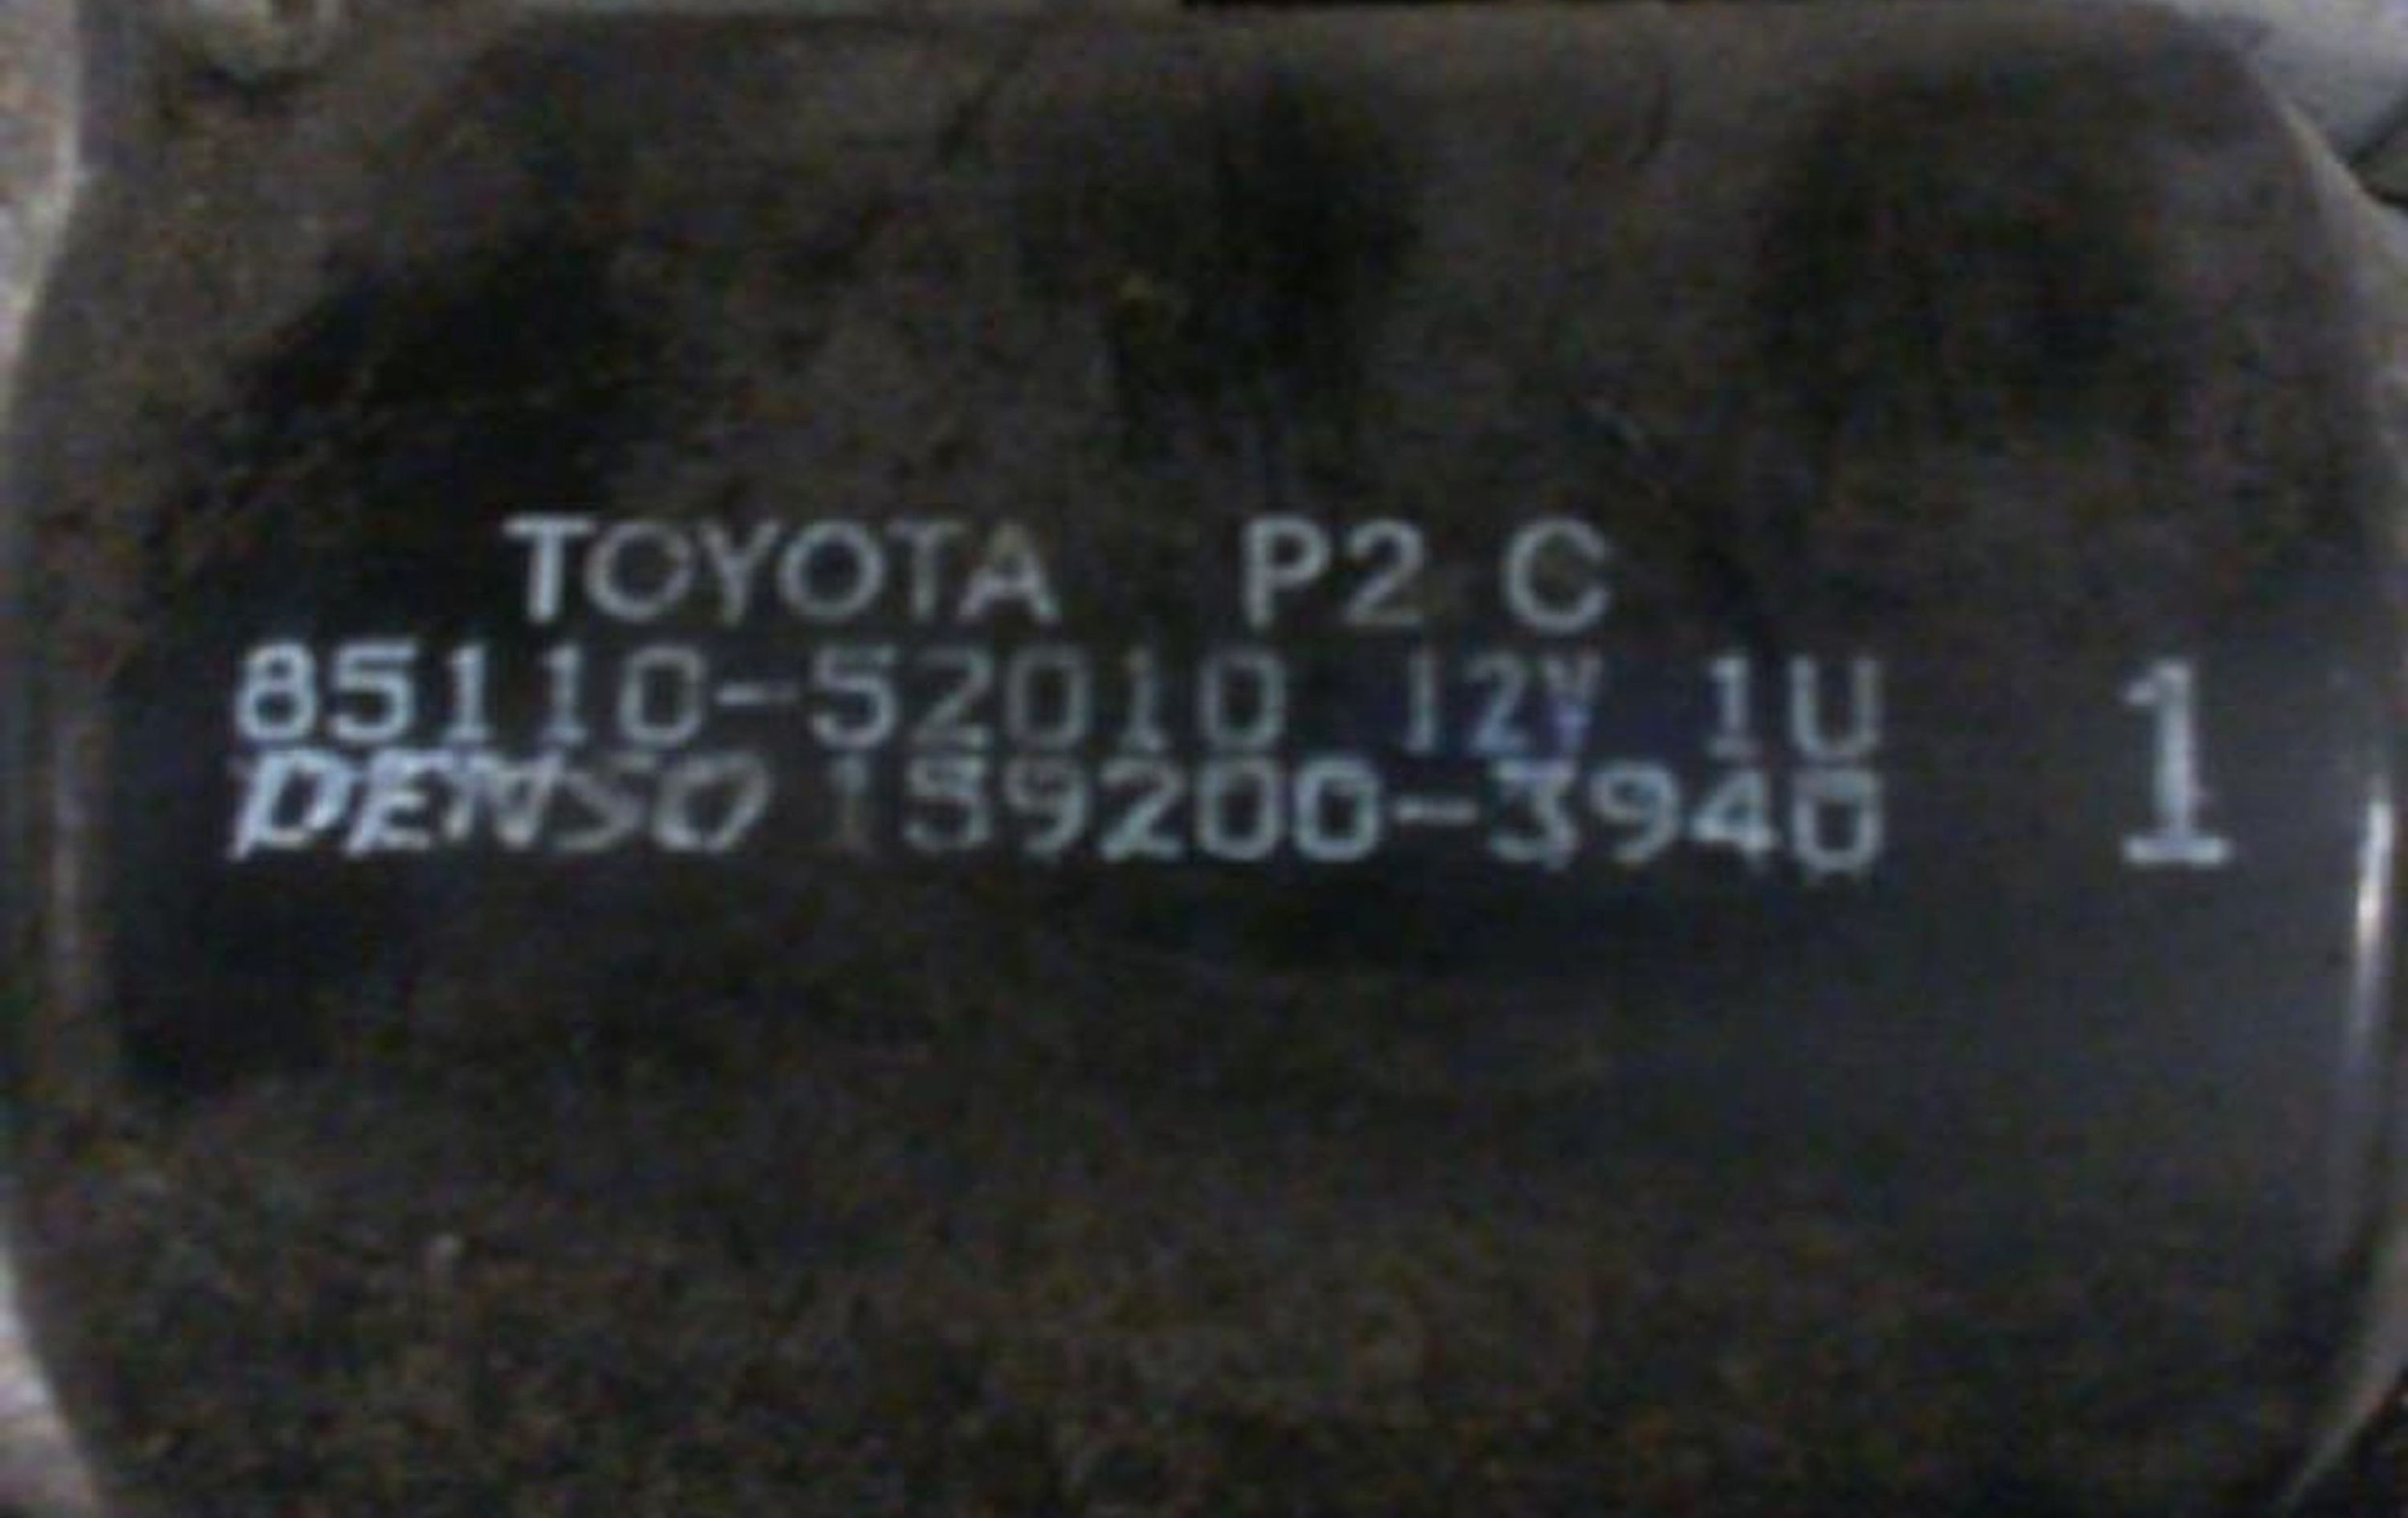 TOYOTA P2 C
85110-52010 12V 1U
DENSO 159200-3940
1